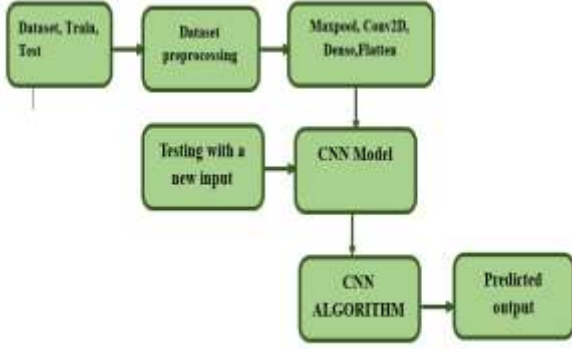 Dataset, Train,
Test
Dataset
preprocessing
Maxpool, Conv2D,
Dense,Flatten
Testing with a
new input
CNN Model
CNN
ALGORITHM
Predicted
output